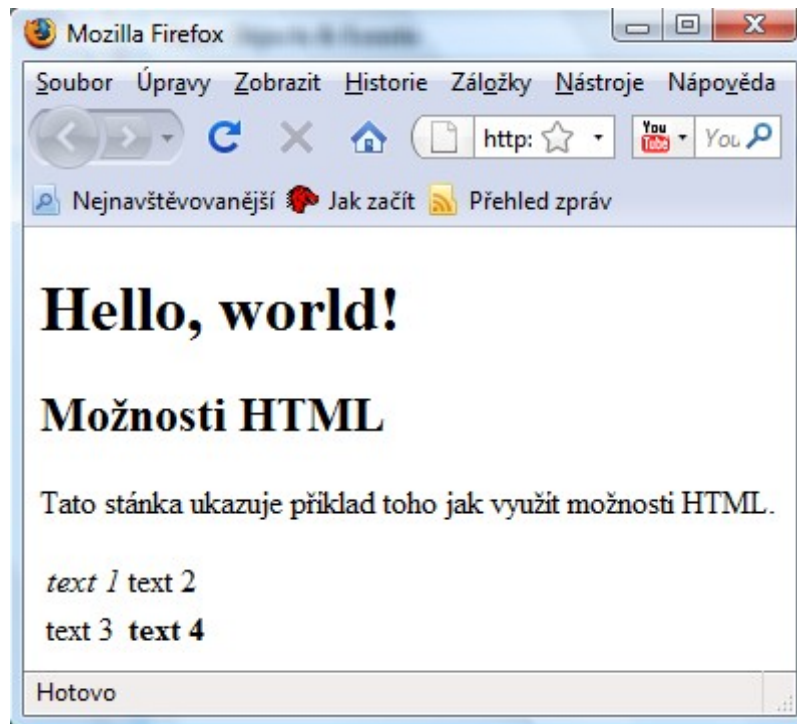 Mozilla Firefox
Soubor Úpravy Zobrazit Historie Záložky Nástroje Nápověda
http: You Tube You
Nejnavštěvovanější Jak začít Přehled zpráv
Hello, world!
Možnosti HTML
Tato stánka ukazuje příklad toho jak využít možnosti HTML.
text 1 text 2
text 3 text 4
Hotovo